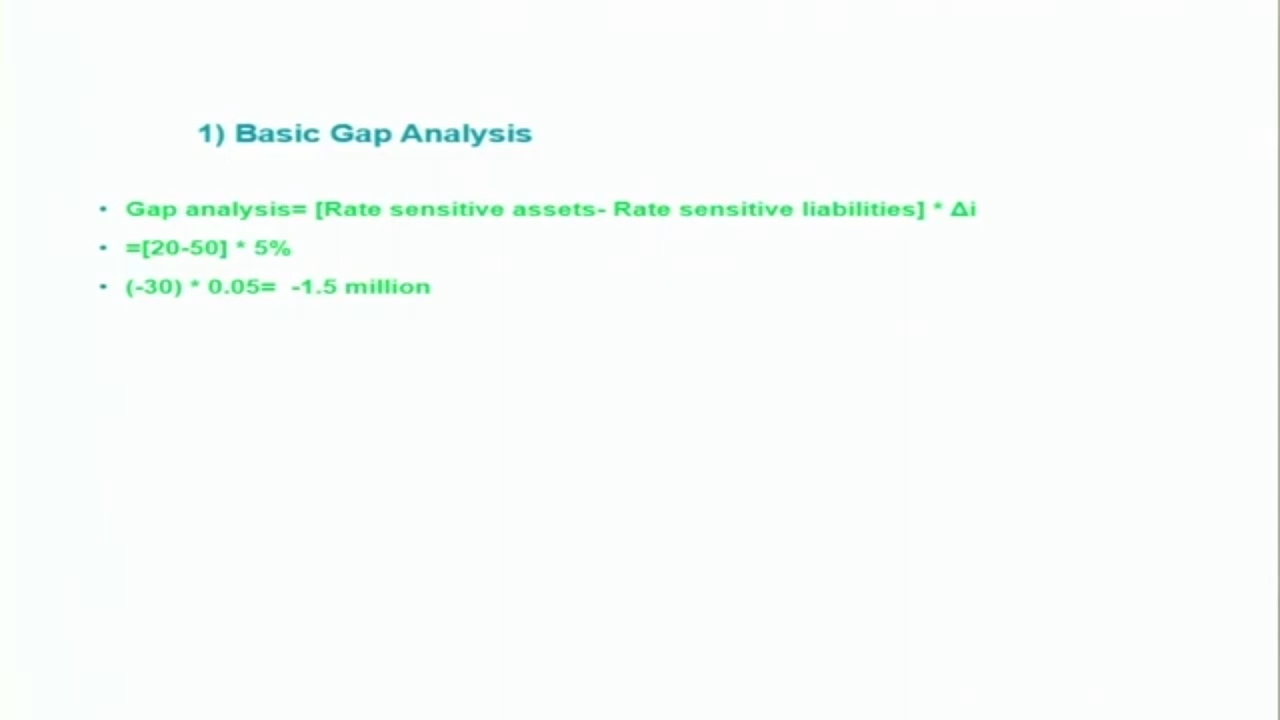 1) Basic Gap Analysis
• Gap analysis= [Rate sensitive assets- Rate sensitive liabilities] * Δi
• =[20-50] * 5%
• (-30) * 0.05=  -1.5 million